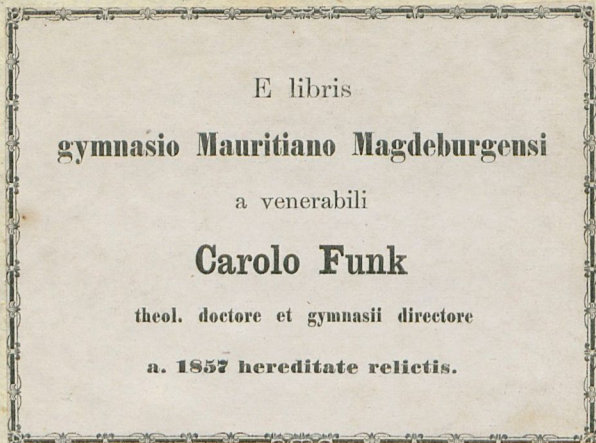 E libris
gymnasio Mauritiano Magdeburgensi
a venerabili
Carolo Funk
theol. doctore et gymnasii directore
a. 1857 hereditate relictis.